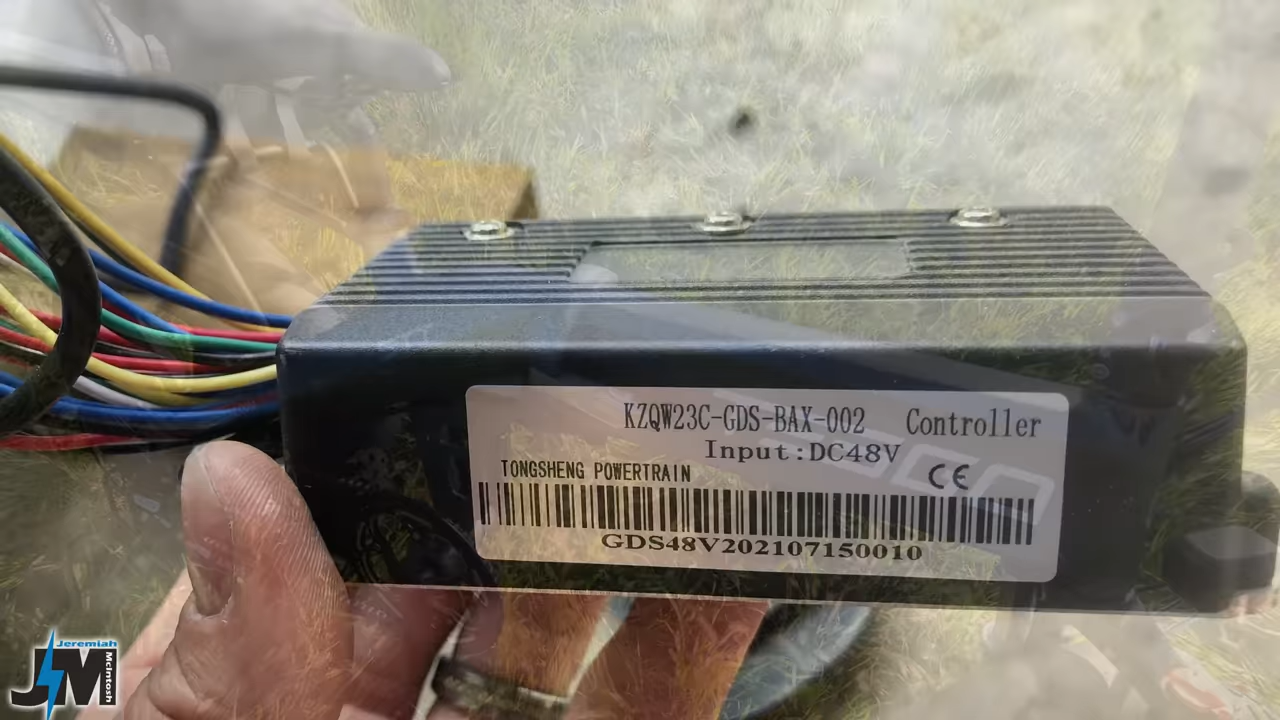 KZQW23C-GDS-BAX-002 Controller
Input:DC48V
TONGSHENG POWERTRAIN
CE
GDS48V202107150010
Jeremiah
JM
McIntosh